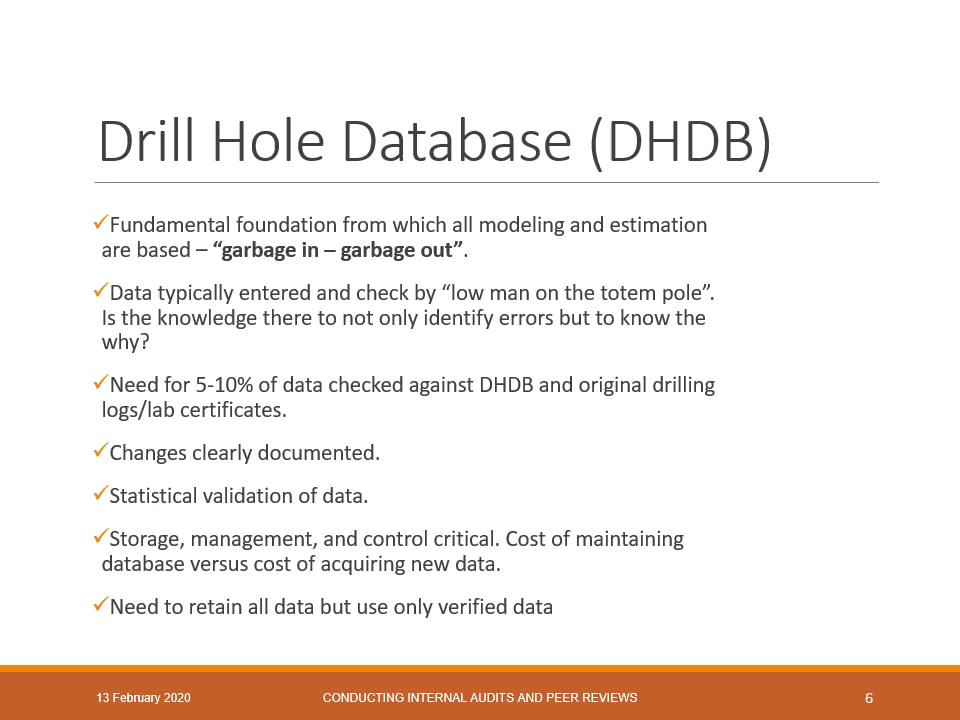 Drill Hole Database (DHDB)
Fundamental foundation from which all modeling and estimation
are based – “garbage in – garbage out”.
Data typically entered and check by “low man on the totem pole”.
Is the knowledge there to not only identify errors but to know the
why?
Need for 5-10% of data checked against DHDB and original drilling
logs/lab certificates.
Changes clearly documented.
Statistical validation of data.
Storage, management, and control critical. Cost of maintaining
database versus cost of acquiring new data.
Need to retain all data but use only verified data
13 February 2020
CONDUCTING INTERNAL AUDITS AND PEER REVIEWS
6